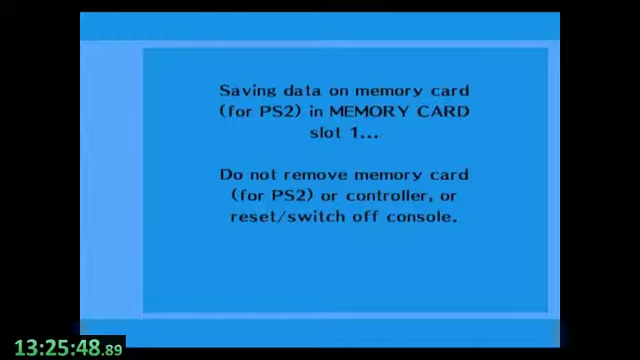 Saving data on memory card
(for PS2) in MEMORY CARD
slot 1...
Do not remove memory card
(for PS2) or controller, or
reset/switch off console.
13:25:48.89